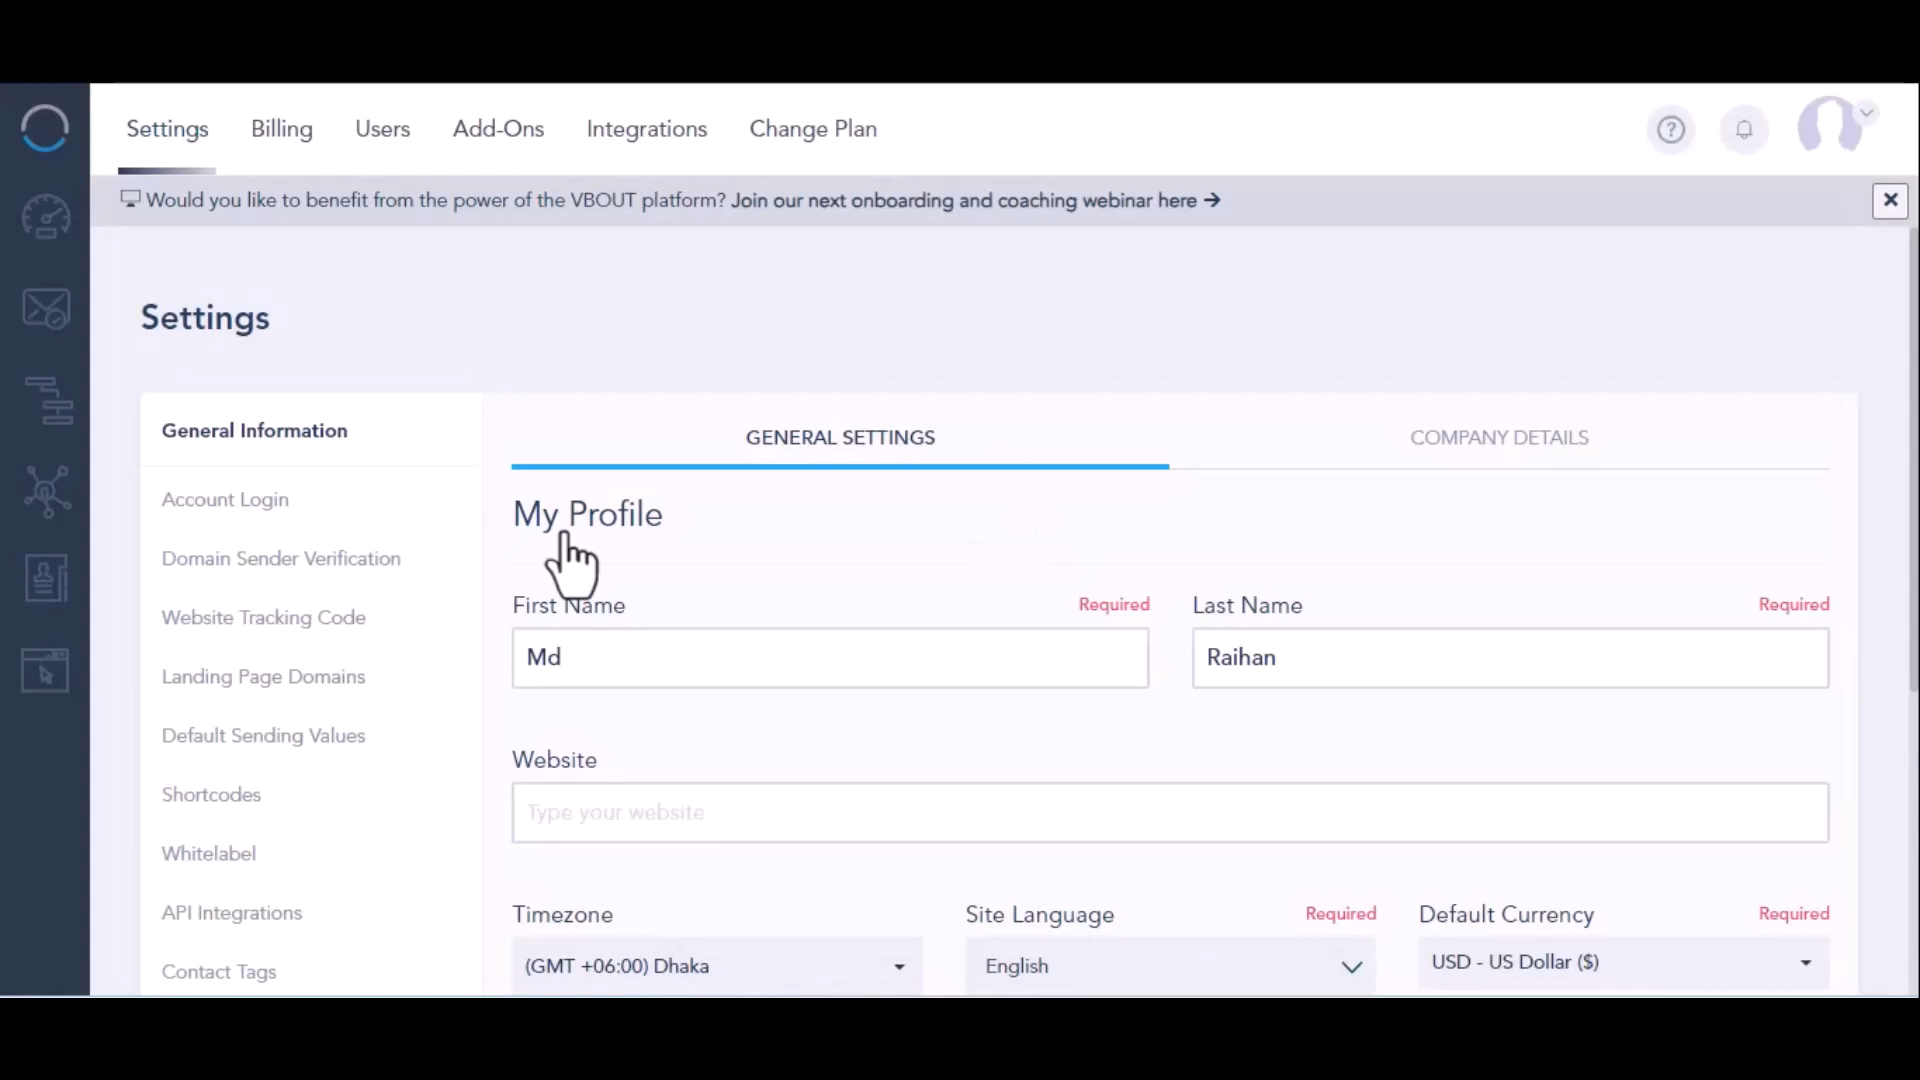 Settings Billing Users Add-Ons Integrations Change Plan
Would you like to benefit from the power of the VBOUT platform? Join our next onboarding and coaching webinar here →
Settings
General Information
Account Login
Domain Sender Verification
Website Tracking Code
Landing Page Domains
Default Sending Values
Shortcodes
Whitelabel
API Integrations
Contact Tags
GENERAL SETTINGS COMPANY DETAILS
My Profile
First Name Required Last Name Required
Md Raihan
Website
Type your website
Timezone Site Language Required Default Currency Required
(GMT +06:00) Dhaka English USD - US Dollar ($)